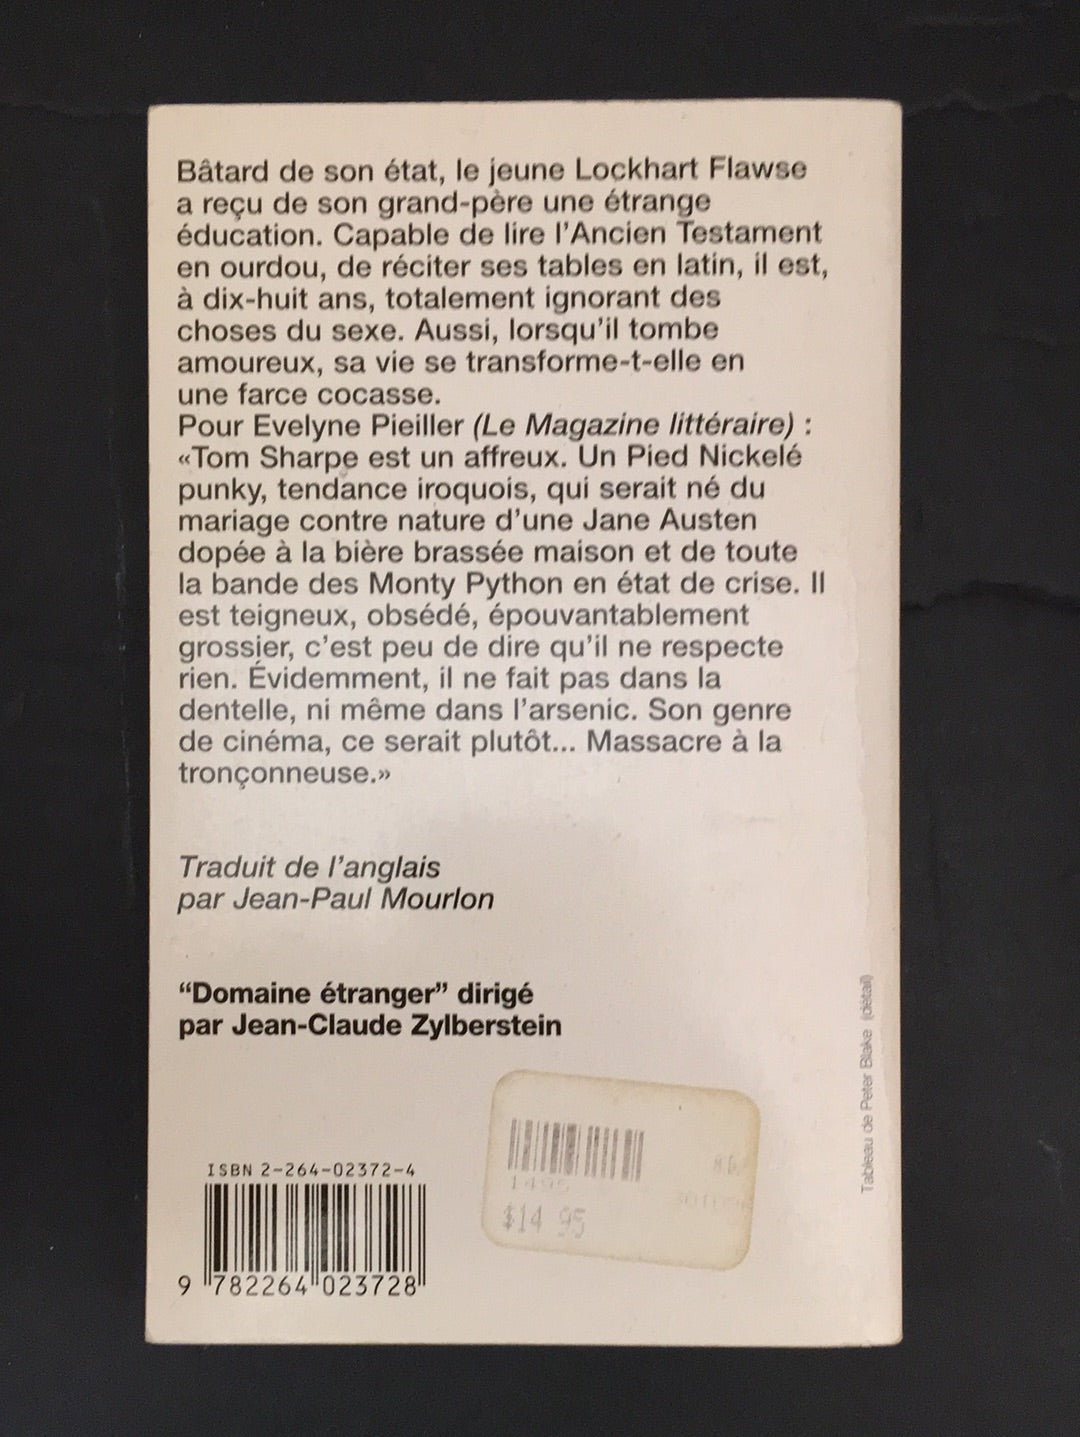 Bâtard de son état, le jeune Lockhart Flawse
a reçu de son grand-père une étrange
éducation. Capable de lire l'Ancien Testament
en ourdou, de réciter ses tables en latin, il est,
à dix-huit ans, totalement ignorant des
choses du sexe. Aussi, lorsqu'il tombe
amoureux, sa vie se transforme-t-elle en
une farce cocasse.
Pour Evelyne Pieiller (Le Magazine littéraire) :
«Tom Sharpe est un affreux. Un Pied Nickelé
punky, tendance iroquois, qui serait né du
mariage contre nature d'une Jane Austen
dopée à la bière brassée maison et de toute
la bande des Monty Python en état de crise. Il
est teigneux, obsédé, épouvantablement
grossier, c'est peu de dire qu'il ne respecte
rien. Évidemment, il ne fait pas dans la
dentelle, ni même dans l'arsenic. Son genre
de cinéma, ce serait plutôt... Massacre à la
tronçonneuse.»
Traduit de l'anglais
par Jean-Paul Mourlon
“Domaine étranger” dirigé
par Jean-Claude Zylberstein
Tableau de Peter Blake (détail)
ISBN 2-264-02372-4
9 782264 023728
1495
$14 95